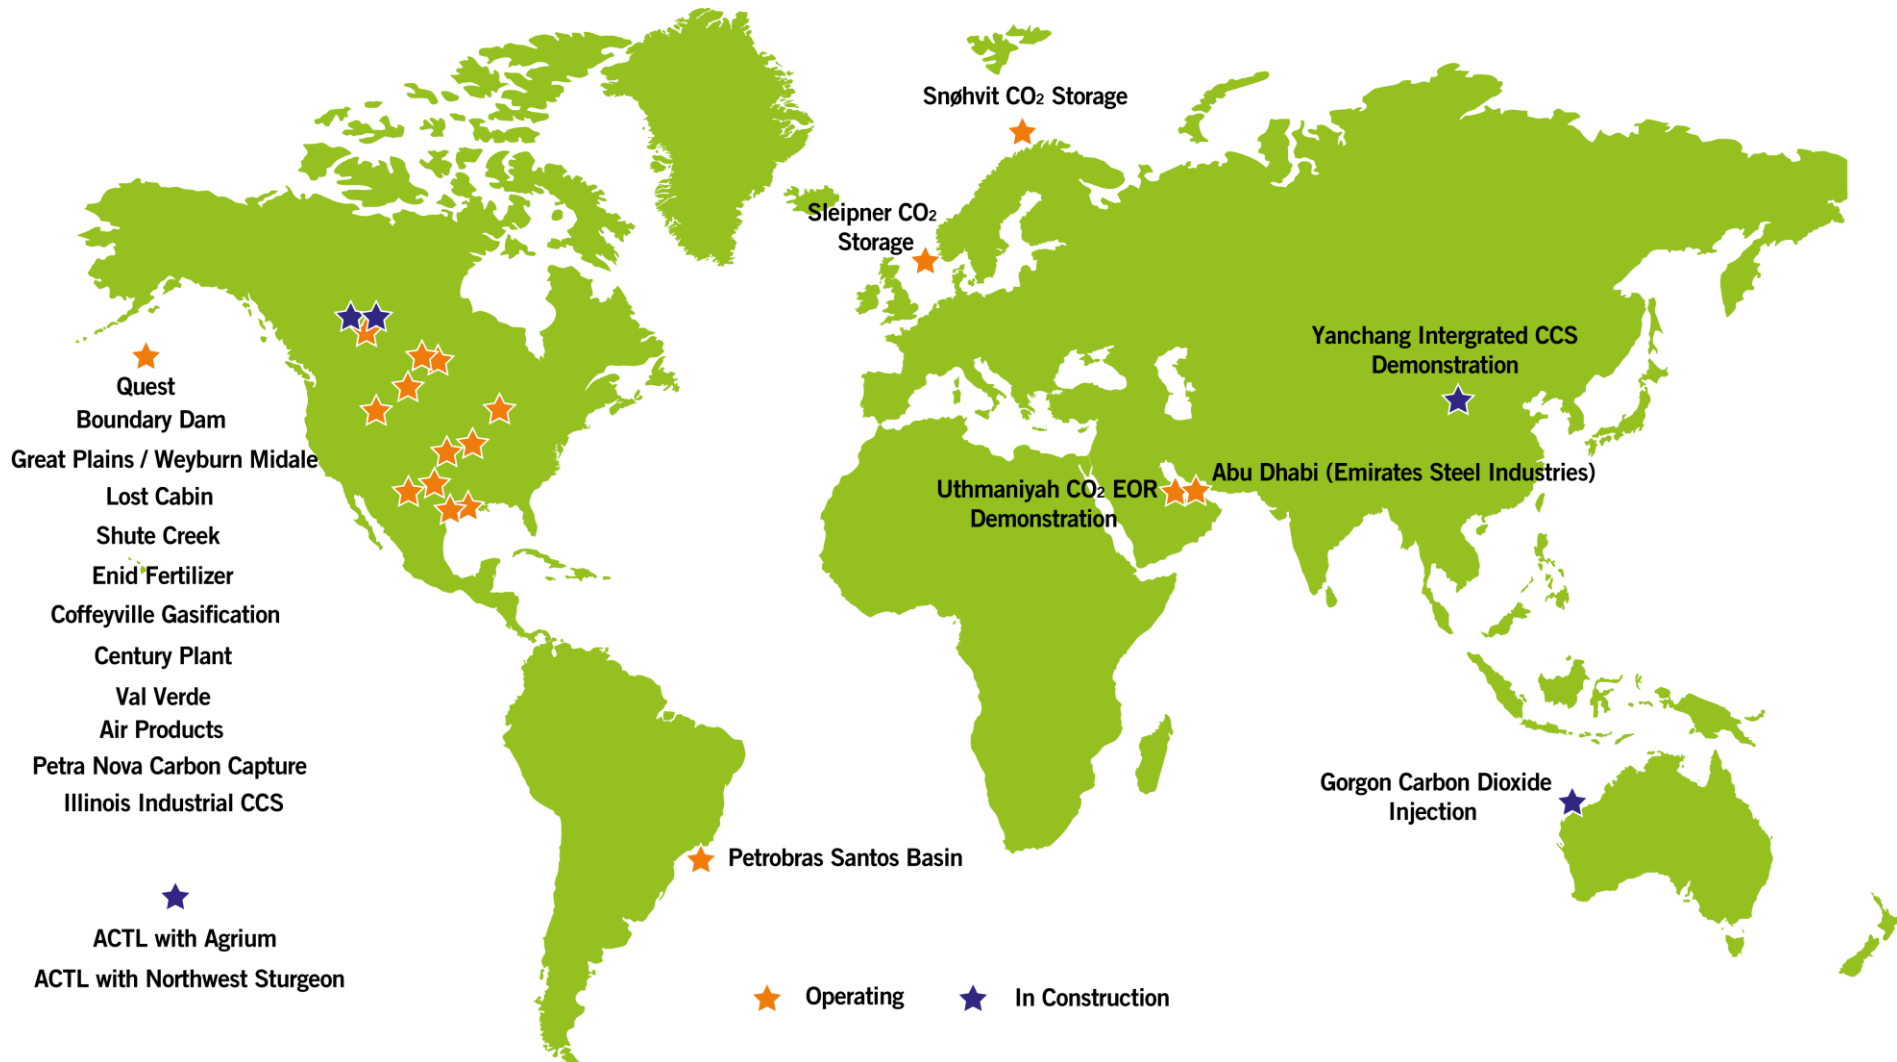 Snøhvit CO₂ Storage
Sleipner CO₂
Storage
Yanchang Intergrated CCS
Demonstration
Quest
Boundary Dam
Great Plains / Weyburn Midale
Lost Cabin
Shute Creek
Enid Fertilizer
Coffeyville Gasification
Century Plant
Val Verde
Air Products
Petra Nova Carbon Capture
Illinois Industrial CCS
Uthmaniyah CO₂ EOR
Demonstration
Abu Dhabi (Emirates Steel Industries)
Gorgon Carbon Dioxide
Injection
Petrobras Santos Basin
ACTL with Agrium
ACTL with Northwest Sturgeon
Operating
In Construction